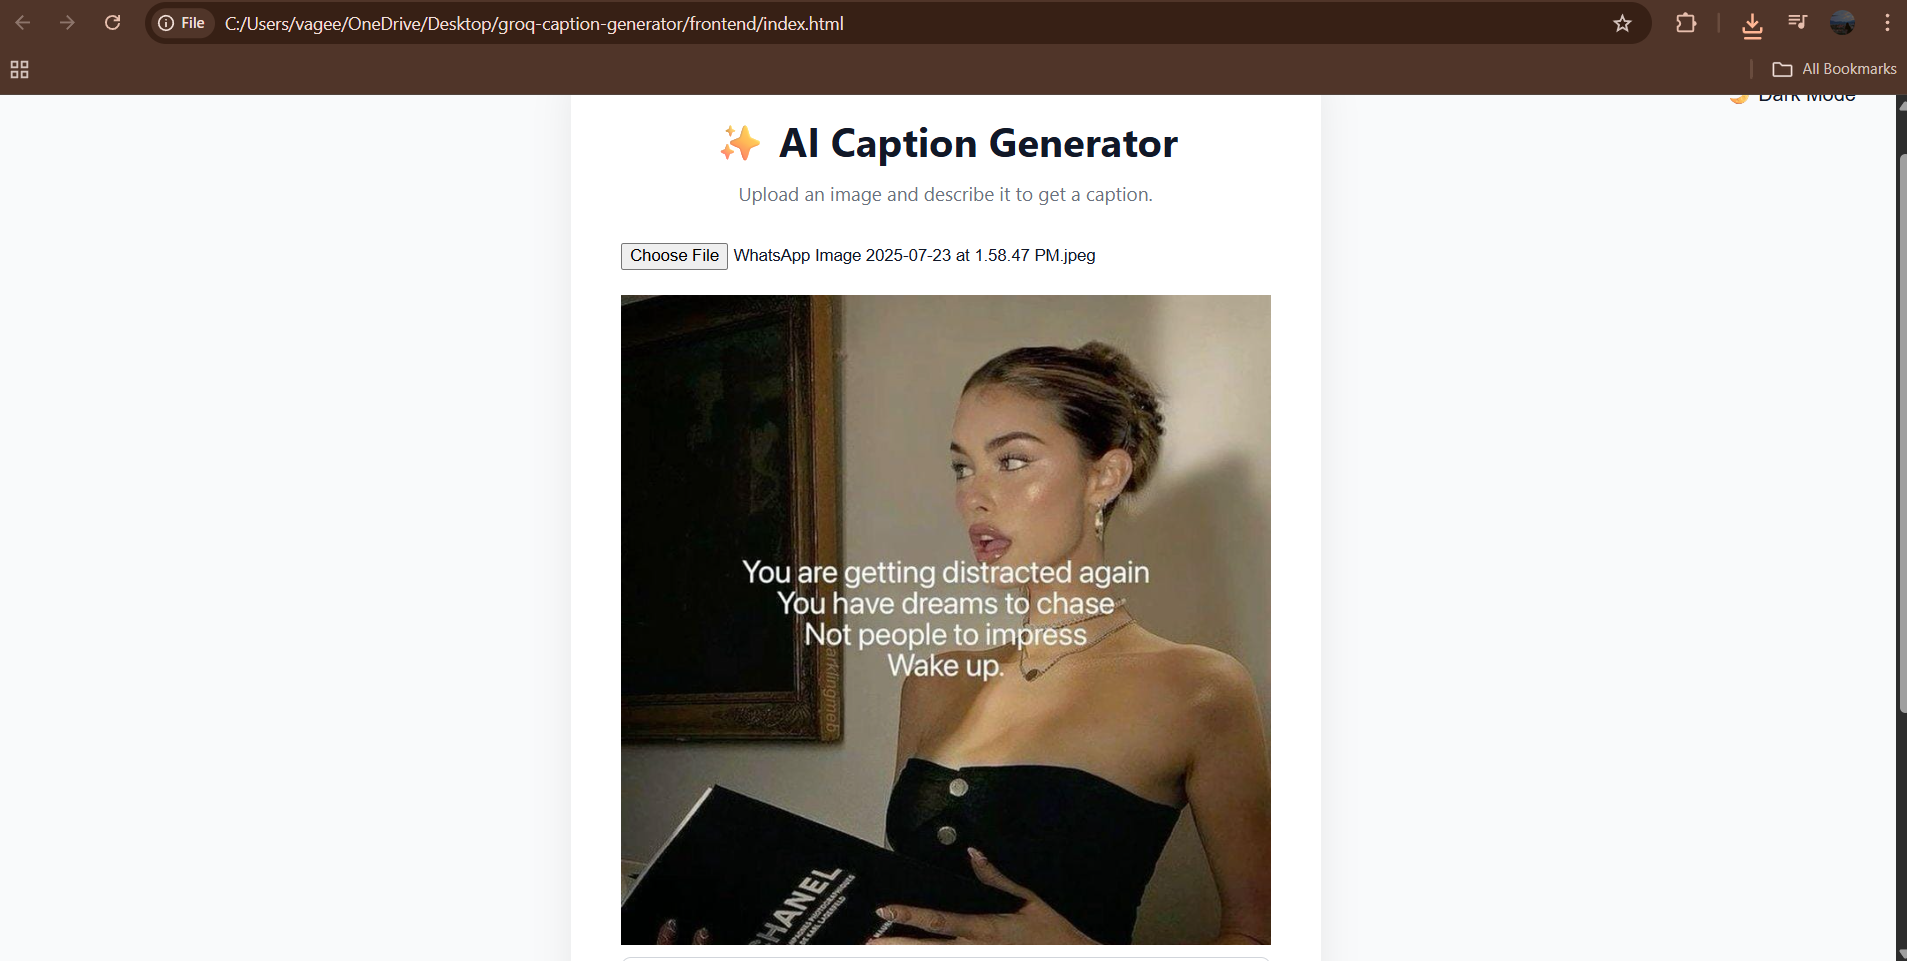 File
C:/Users/vagee/OneDrive/Desktop/groq-caption-generator/frontend/index.html
All Bookmarks
Dark Mode
AI Caption Generator
Upload an image and describe it to get a caption.
Choose File WhatsApp Image 2025-07-23 at 1.58.47 PM.jpeg
You are getting distracted again
You have dreams to chase
Not people to impress
Wake up.
CHANEL
DE KARL LAGERFELD